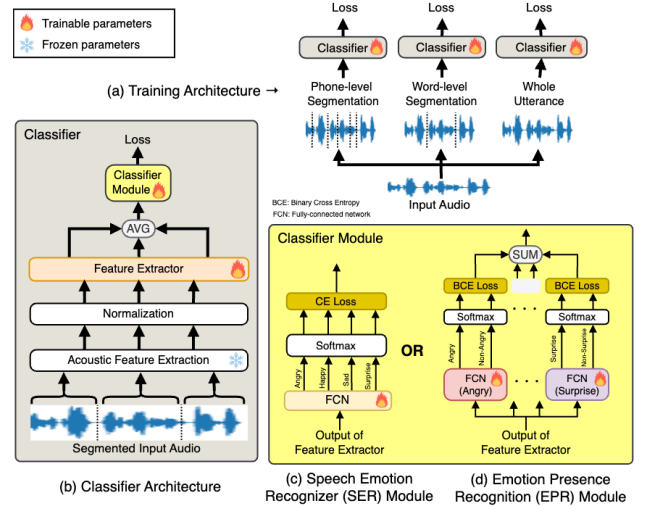 Trainable parameters
Frozen parameters
Loss
Loss
Loss
Classifier
Classifier
Classifier
(a) Training Architecture →
Phone-level
Segmentation
Word-level
Segmentation
Whole
Utterance
BCE: Binary Cross Entropy
FCN: Fully-connected network
Input Audio
Classifier
Loss
Classifier
Module
AVG
Feature Extractor
Normalization
Acoustic Feature Extraction
Segmented Input Audio
(b) Classifier Architecture
Classifier Module
CE Loss
Softmax
Angry
Happy
Sad
Surprise
FCN
Output of
Feature Extractor
OR
SUM
BCE Loss
BCE Loss
. . .
Softmax
Softmax
. . .
Angry
Non-Angry
Surprise
Non-Surprise
FCN
(Angry)
. . .
FCN
(Surprise)
Output of
Feature Extractor
(c) Speech Emotion
Recognizer (SER) Module
(d) Emotion Presence
Recognition (EPR) Module